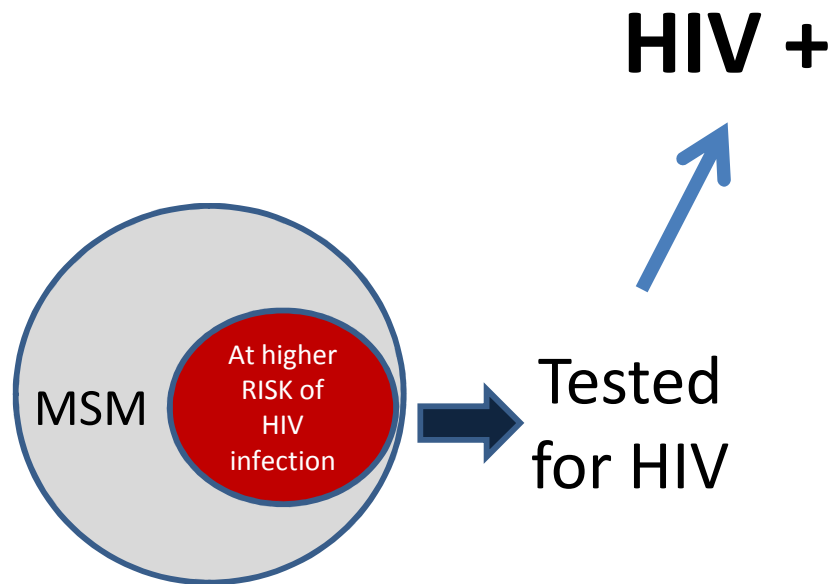 HIV +
MSM
At higher
RISK of
HIV
infection
Tested
for HIV